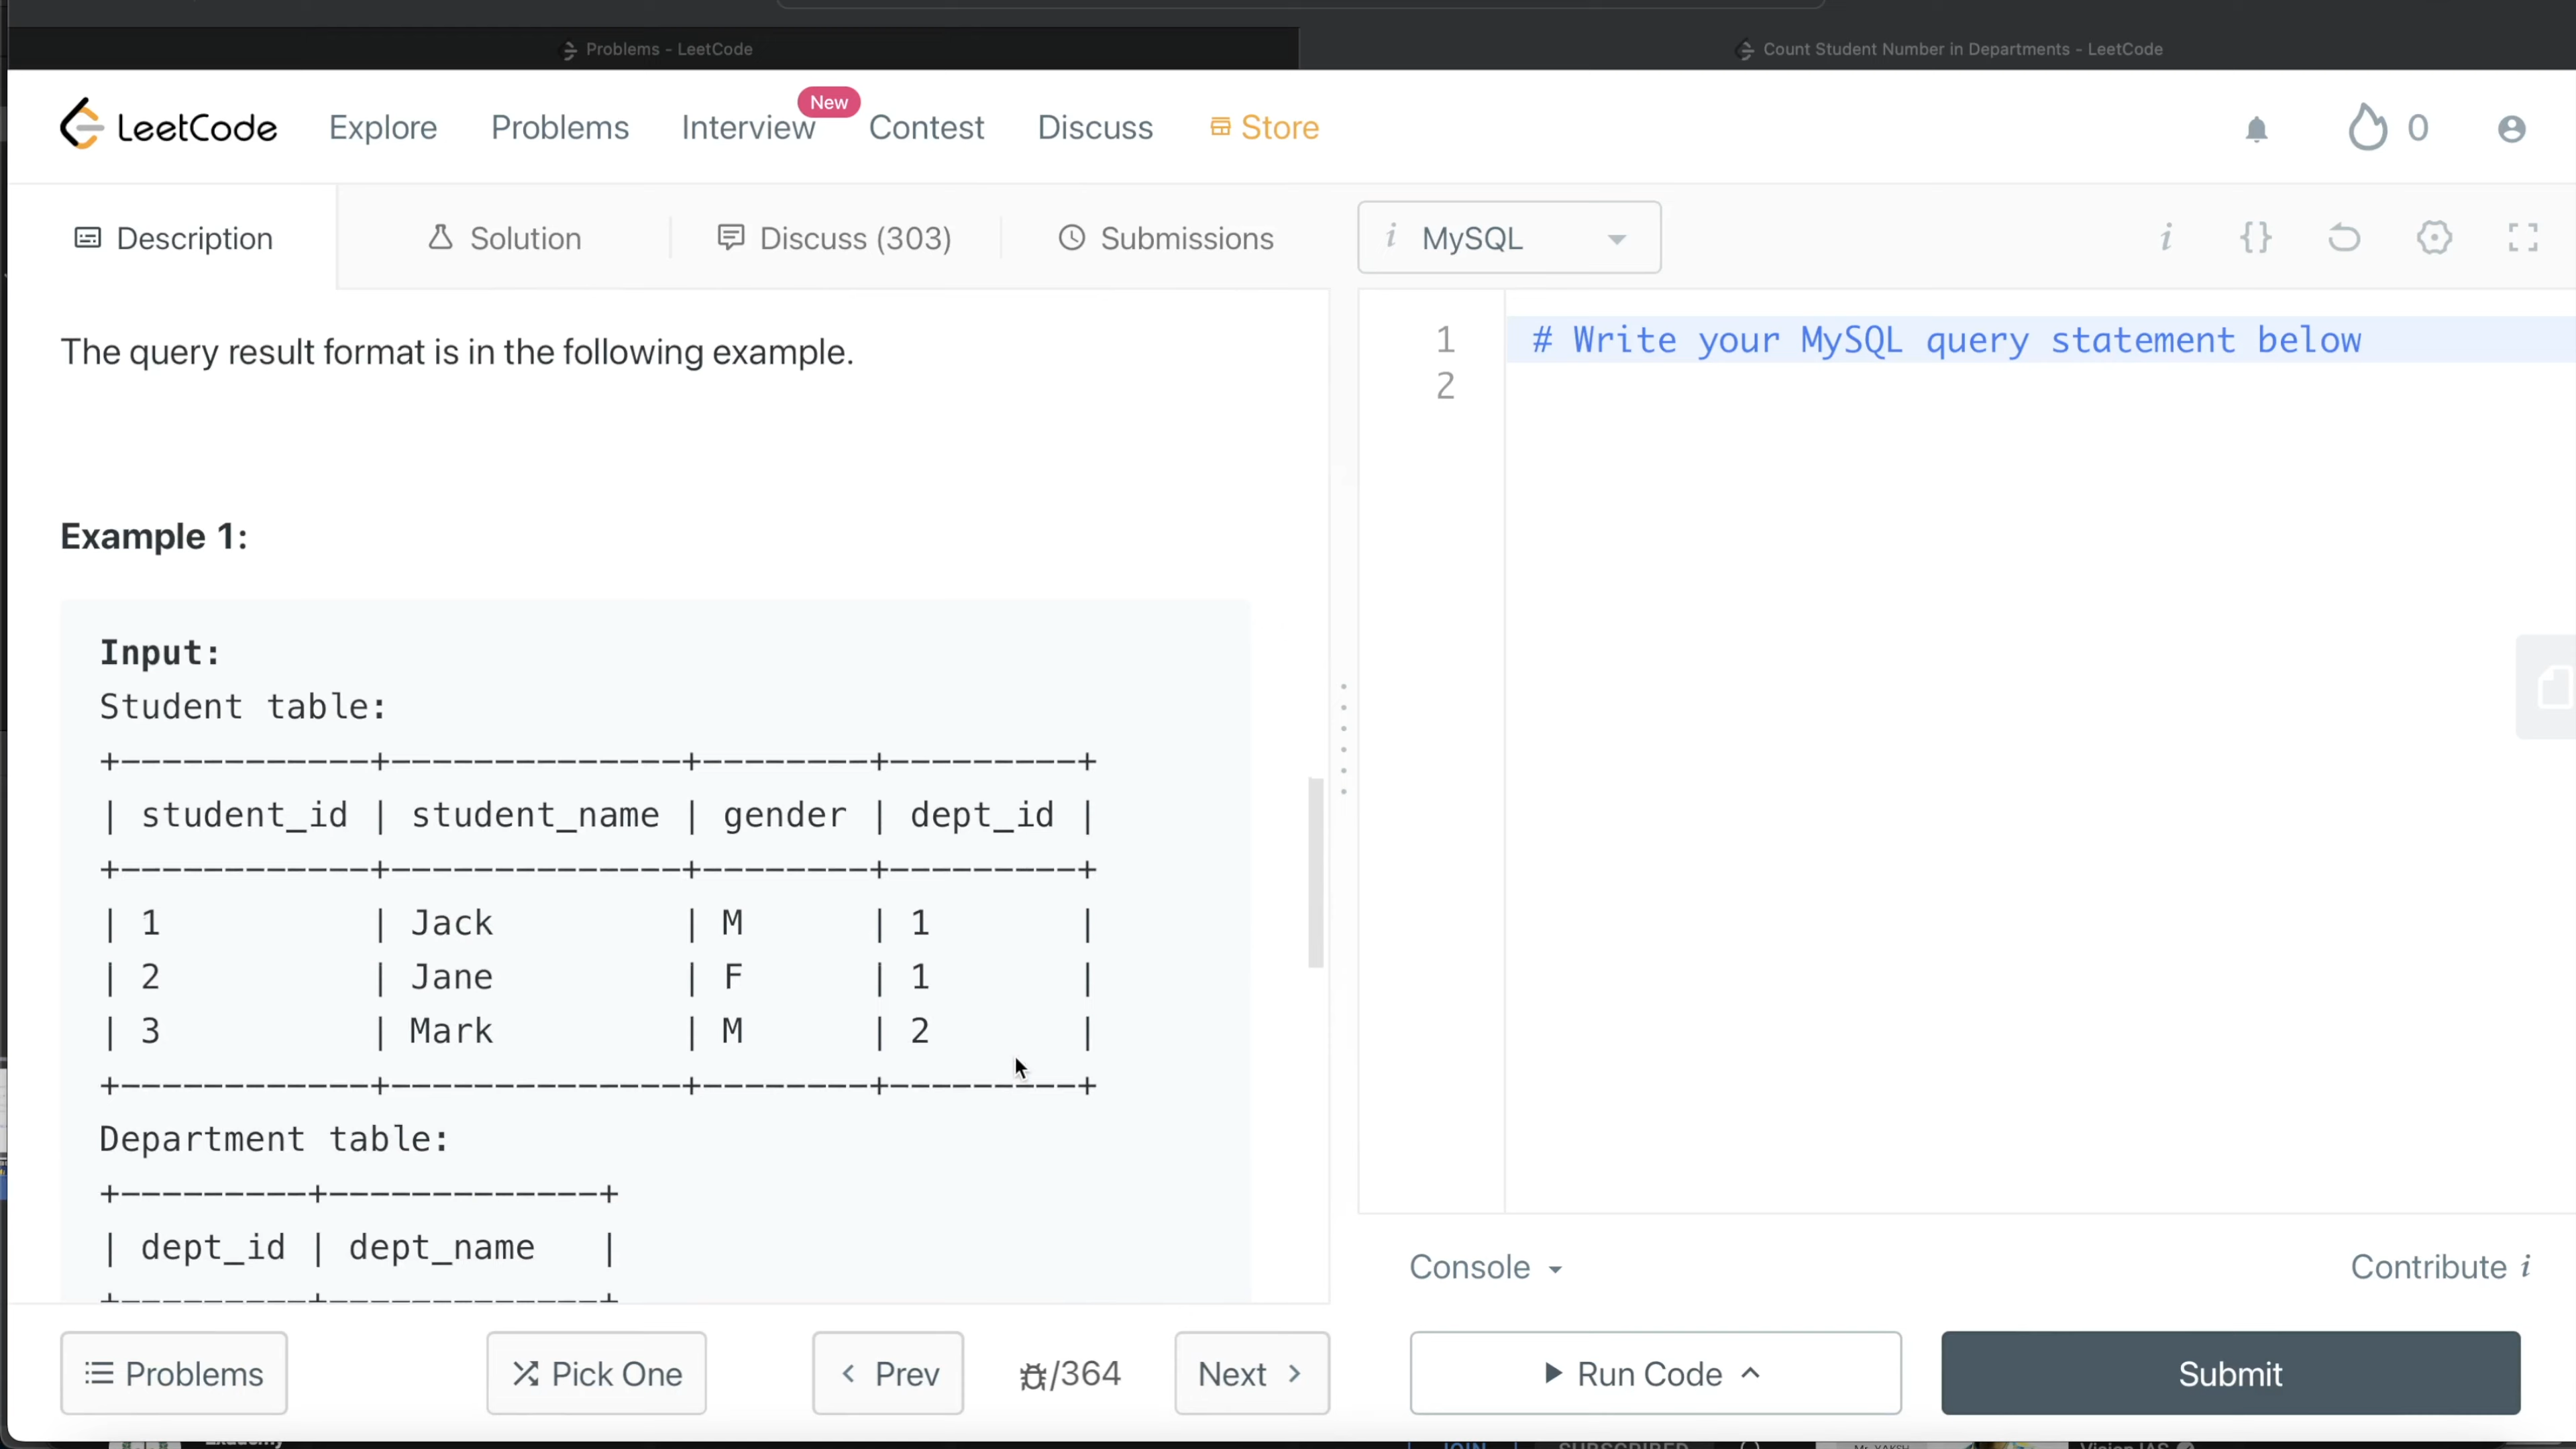 Problems - LeetCode
Count Student Number in Departments - LeetCode
LeetCode Explore Problems Interview New Contest Discuss Store 0
Description Solution Discuss (303) Submissions
i MySQL i {}
The query result format is in the following example.
Example 1:
Input:
Student table:
+------------+--------------+--------+---------+
| student_id | student_name | gender | dept_id |
+------------+--------------+--------+---------+
| 1 | Jack | M | 1 |
| 2 | Jane | F | 1 |
| 3 | Mark | M | 2 |
+------------+--------------+--------+---------+
Department table:
+---------+-------------+
| dept_id | dept_name |
+---------+-------------+
1 # Write your MySQL query statement below
2
Console Contribute i
Problems Pick One < Prev /364 Next >
Run Code Submit